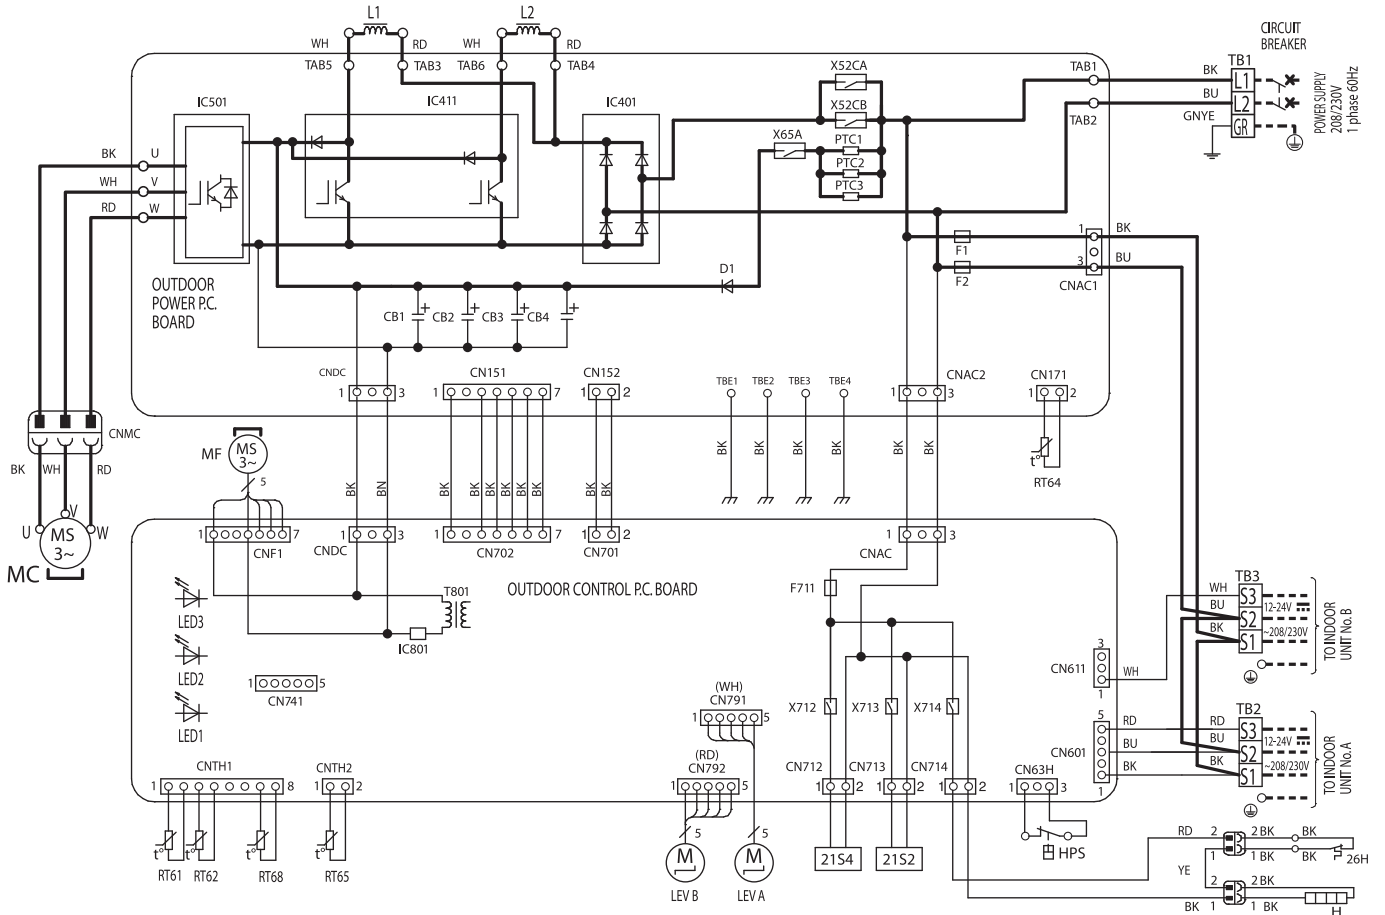 L1 L2
WH RD WH RD
TAB5 TAB3 TAB6 TAB4
IC501 IC411 IC401
X52CA
X52CB
X65A
PTC1
PTC2
PTC3
TAB1
TAB2
CIRCUIT
BREAKER
TB1
BK L1
BU L2
GNYE GR
POWER SUPPLY
208/230V
1 phase 60Hz
BK U
WH V
RD W
OUTDOOR
POWER P.C.
BOARD
D1
F1
F2
1 BK
3 BU
CNAC1
CB1 + CB2 + CB3 + CB4 +
CNDC
1 3
CN151
1 7
CN152
1 2
TBE1 TBE2 TBE3 TBE4
CNAC2
1 3
CN171
1 2
t°
RT64
CNMC
BK WH RD
U V W
MS
3~
MC
MF
MS
3~
5
BK BN
BK BK BK BK BK BK BK
BK BK
BK BK BK BK
BK BK
1 7
CNF1
1 3
CNDC
1 7
CN702
1 2
CN701
1 3
CNAC
OUTDOOR CONTROL P.C. BOARD
T801
IC801
F711
LED3
LED2
LED1
1 5
CN741
X712 X713 X714
(WH)
CN791
1 5
(RD)
CN792
1 5
CN712 CN713 CN714
1 2 1 2 1 2
CN63H
1 3
3
CN611
1
WH
5
CN601
1
RD RD
BU BU
BK BK
TB3
WH S3
BU S2
BK S1
12-24V
~208/230V
TO INDOOR
UNIT No.B
TB2
S3
S2
S1
12-24V
~208/230V
TO INDOOR
UNIT No.A
CNTH1
1 8
CNTH2
1 2
t° t° t° t°
RT61 RT62 RT68 RT65
5 5
M M
LEV B LEV A
21S4 21S2
HPS
RD 2 2 BK BK
1 1 BK BK
26H
YE
2 2 BK
BK 1 1 BK
H